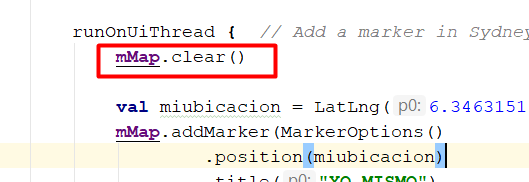 runOnUiThread { // Add a marker in Sydney
mMap.clear()
val miubicacion = LatLng( p0: 6.3463151
mMap.addMarker(MarkerOptions()
.position(miubicacion)
.title( p0: "YO MISMO")